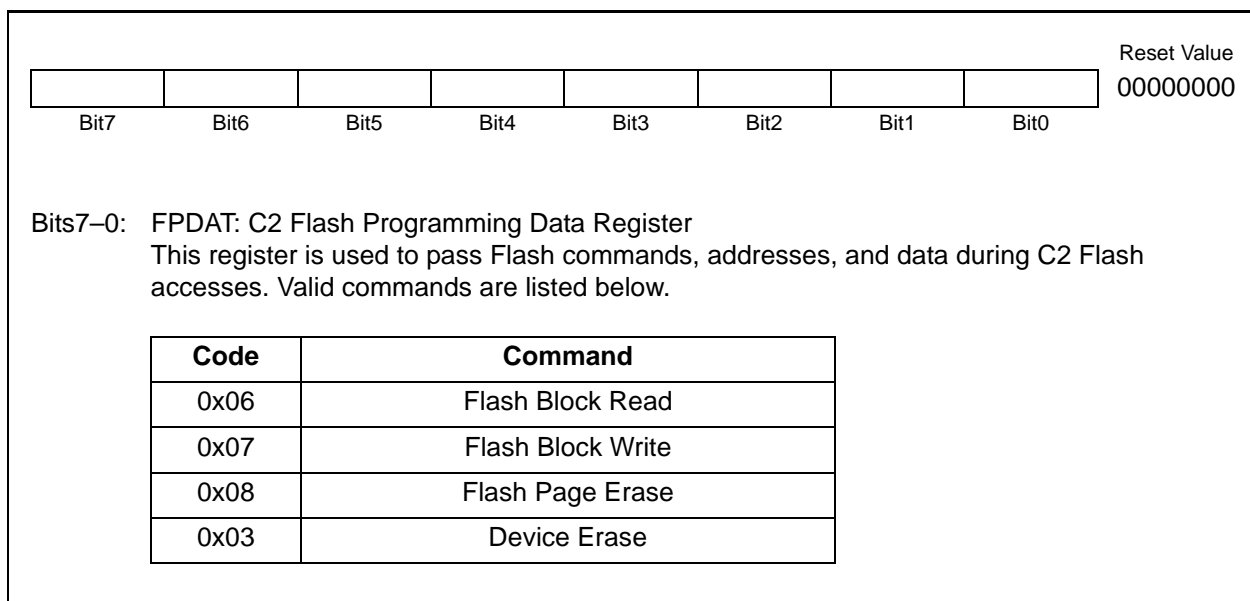 Reset Value
00000000
Bit7 Bit6 Bit5 Bit4 Bit3 Bit2 Bit1 Bit0
Bits7–0: FPDAT: C2 Flash Programming Data Register
This register is used to pass Flash commands, addresses, and data during C2 Flash
accesses. Valid commands are listed below.
Code Command
0x06 Flash Block Read
0x07 Flash Block Write
0x08 Flash Page Erase
0x03 Device Erase